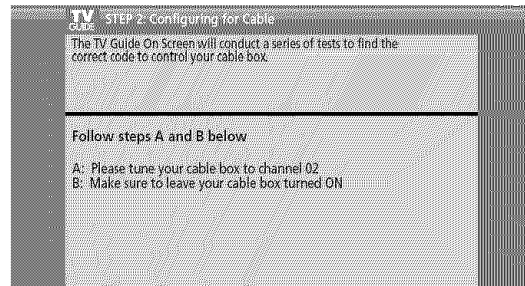 TV
GUIDE
STEP 2: Configuring for Cable
The TV Guide On Screen will conduct a series of tests to find the
correct code to control your cable box.
Follow steps A and B below
A: Please tune your cable box to channel 02
B: Make sure to leave your cable box turned ON